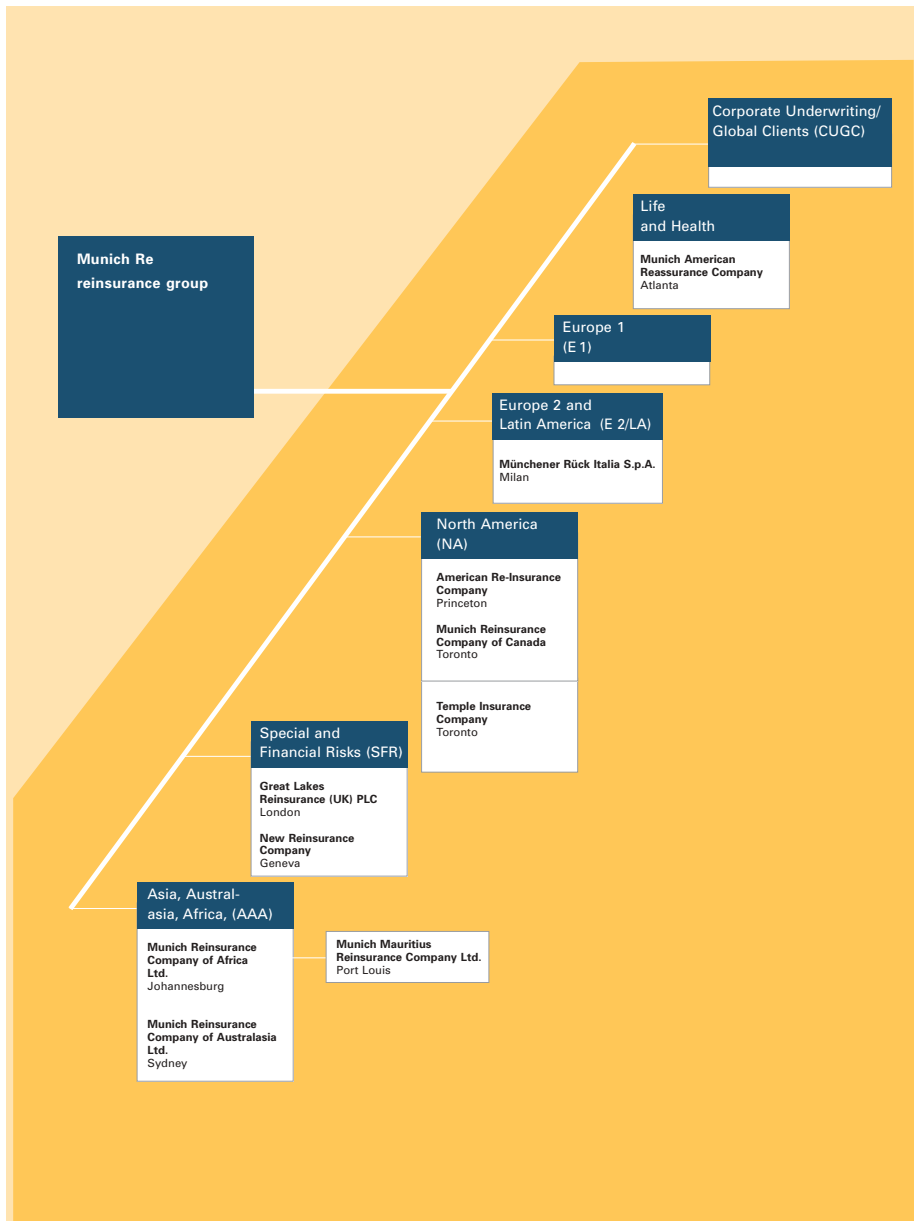 Corporate Underwriting/
Global Clients (CUGC)
Life
and Health
Munich American
Reassurance Company
Atlanta
Munich Re
reinsurance group
Europe 1
(E 1)
Europe 2 and
Latin America (E 2/LA)
Münchener Rück Italia S.p.A.
Milan
North America
(NA)
American Re-Insurance
Company
Princeton
Munich Reinsurance
Company of Canada
Toronto
Temple Insurance
Company
Toronto
Special and
Financial Risks (SFR)
Great Lakes
Reinsurance (UK) PLC
London
New Reinsurance
Company
Geneva
Asia, Austral-
asia, Africa, (AAA)
Munich Reinsurance
Company of Africa
Ltd.
Johannesburg
Munich Reinsurance
Company of Australasia
Ltd.
Sydney
Munich Mauritius
Reinsurance Company Ltd.
Port Louis